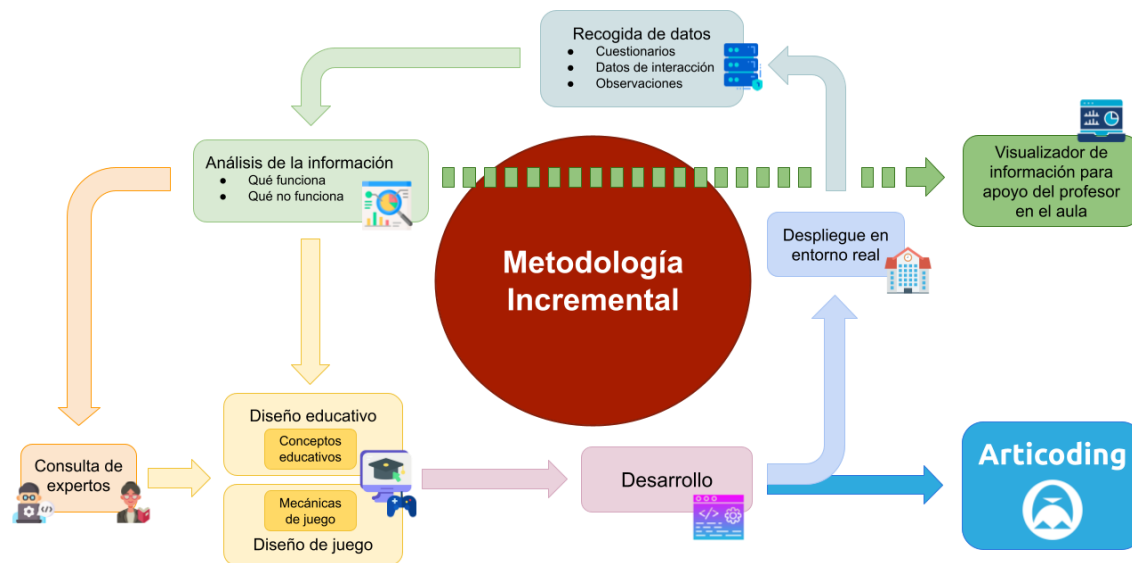 Recogida de datos
● Cuestionarios
● Datos de interacción
● Observaciones
Análisis de la información
● Qué funciona
● Qué no funciona
Visualizador de
información para
apoyo del profesor
en el aula
Despliegue en
entorno real
Metodología
Incremental
Diseño educativo
Conceptos
educativos
Consulta de
expertos
Mecánicas
de juego
Diseño de juego
Desarrollo
</>
Articoding